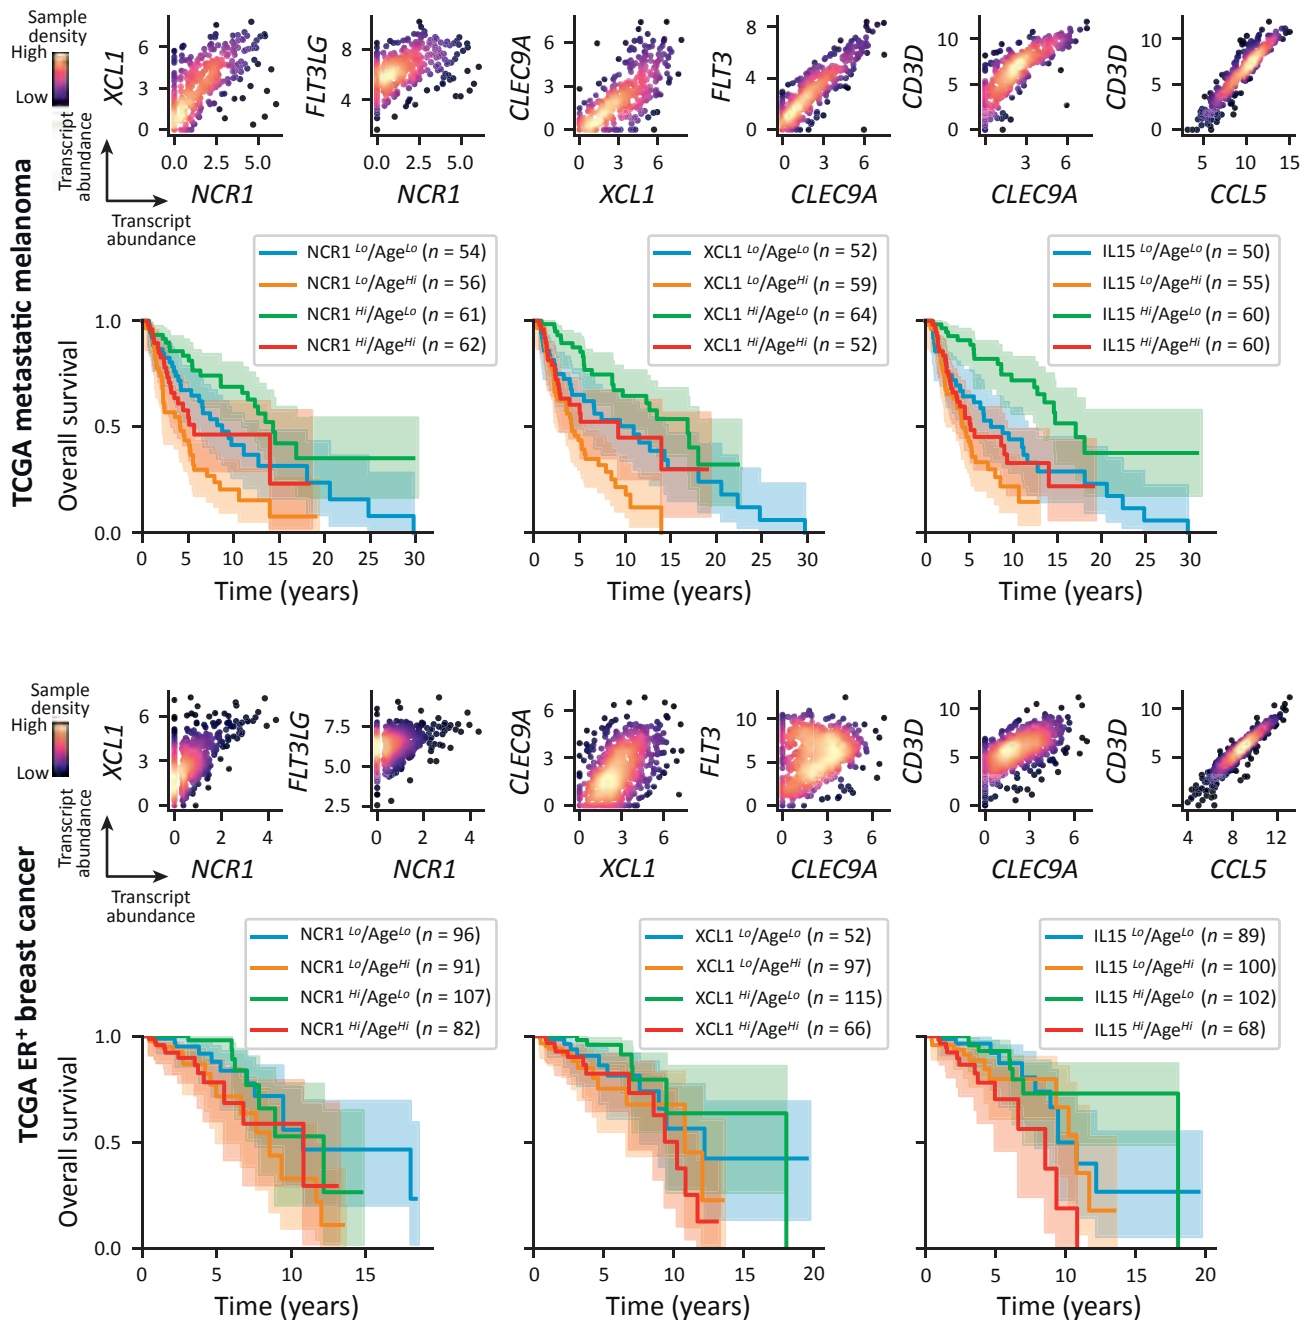 TCGA metastatic melanoma
Sample
density
High
Low
Transcript
abundance
Transcript
abundance
XCL1
6
3
0
0.0
2.5
5.0
NCR1
FLT3LG
8
4
0.0
2.5
5.0
NCR1
CLEC9A
6
3
0
0
3
6
XCL1
FLT3
8
4
0
0
3
6
CLEC9A
CD3D
10
5
0
3
6
CLEC9A
CD3D
10
5
0
5
10
15
CCL5
NCR1 Lo/AgeLo (n = 54)
NCR1 Lo/AgeHi (n = 56)
NCR1 Hi/AgeLo (n = 61)
NCR1 Hi/AgeHi (n = 62)
Overall survival
1.0
0.5
0.0
0 5 10 15 20 25 30
Time (years)
XCL1 Lo/AgeLo (n = 52)
XCL1 Lo/AgeHi (n = 59)
XCL1 Hi/AgeLo (n = 64)
XCL1 Hi/AgeHi (n = 52)
0 5 10 15 20 25 30
Time (years)
IL15 Lo/AgeLo (n = 50)
IL15 Lo/AgeHi (n = 55)
IL15 Hi/AgeLo (n = 60)
IL15 Hi/AgeHi (n = 60)
0 5 10 15 20 25 30
Time (years)
TCGA ER+ breast cancer
Sample
density
High
Low
Transcript
abundance
Transcript
abundance
XCL1
6
3
0
0
2
4
NCR1
FLT3LG
7.5
5.0
2.5
0
2
4
NCR1
CLEC9A
6
3
0
0
3
6
XCL1
FLT3
10
5
0
0
3
6
CLEC9A
CD3D
10
5
0
0
3
6
CLEC9A
CD3D
10
5
0
4
8
12
CCL5
NCR1 Lo/AgeLo (n = 96)
NCR1 Lo/AgeHi (n = 91)
NCR1 Hi/AgeLo (n = 107)
NCR1 Hi/AgeHi (n = 82)
Overall survival
1.0
0.5
0.0
0 5 10 15
Time (years)
XCL1 Lo/AgeLo (n = 52)
XCL1 Lo/AgeHi (n = 97)
XCL1 Hi/AgeLo (n = 115)
XCL1 Hi/AgeHi (n = 66)
0 5 10 15 20
Time (years)
IL15 Lo/AgeLo (n = 89)
IL15 Lo/AgeHi (n = 100)
IL15 Hi/AgeLo (n = 102)
IL15 Hi/AgeHi (n = 68)
0 5 10 15 20
Time (years)